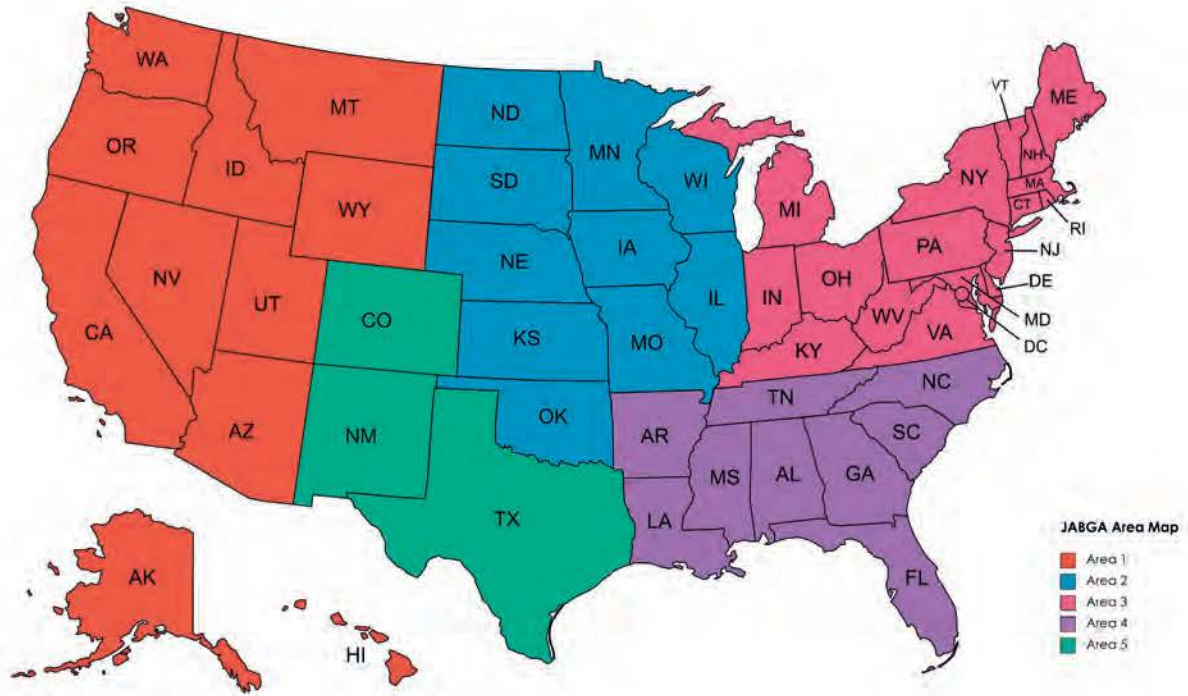 WA
MT
ND
MN
VT
ME
OR
ID
SD
WI
NH
NY
MA
WY
MI
CT
RI
IA
PA
NJ
NE
NV
OH
DE
UT
IL
IN
CO
WV
MD
CA
KS
MO
VA
DC
KY
NC
TN
AZ
OK
NM
AR
SC
MS
AL
GA
TX
LA
JABGA Area Map
Area 1
AK
FL
Area 2
Area 3
Area 4
Area 5
HI